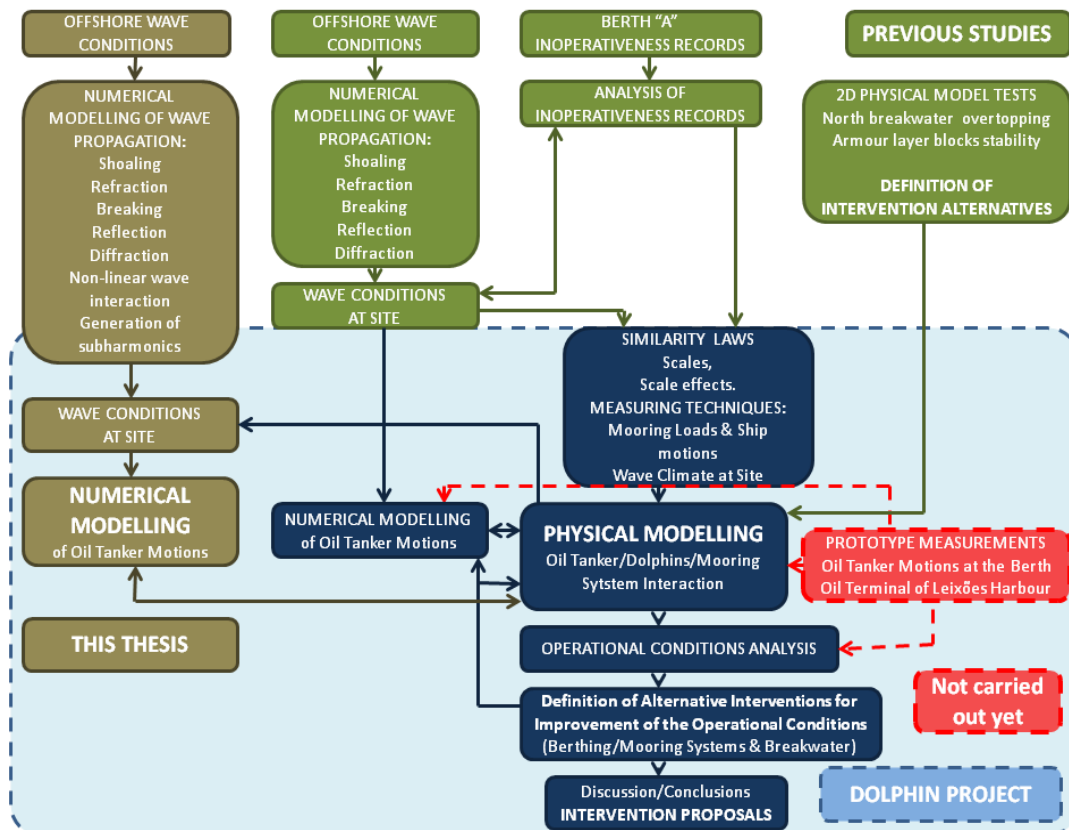 OFFSHORE WAVE
CONDITIONS
NUMERICAL
MODELLING OF WAVE
PROPAGATION:
Shoaling
Refraction
Breaking
Reflection
Diffraction
Non-linear wave
interaction
Generation of
subharmonics
WAVE CONDITIONS
AT SITE
NUMERICAL
MODELLING
of Oil Tanker Motions
THIS THESIS
OFFSHORE WAVE
CONDITIONS
NUMERICAL
MODELLING OF WAVE
PROPAGATION:
Shoaling
Refraction
Breaking
Reflection
Diffraction
WAVE CONDITIONS
AT SITE
NUMERICAL MODELLING
of Oil Tanker Motions
BERTH “A”
INOPERATIVENESS RECORDS
ANALYSIS OF
INOPERATIVENESS RECORDS
SIMILARITY LAWS
Scales,
Scale effects.
MEASURING TECHNIQUES:
Mooring Loads & Ship
motions
Wave Climate at Site
PHYSICAL MODELLING
Oil Tanker/Dolphins/Mooring
Sytstem Interaction
OPERATIONAL CONDITIONS ANALYSIS
Definition of Alternative Interventions for
Improvement of the Operational Conditions
(Berthing/Mooring Systems & Breakwater)
Discussion/Conclusions
INTERVENTION PROPOSALS
PREVIOUS STUDIES
2D PHYSICAL MODEL TESTS
North breakwater overtopping
Armour layer blocks stability
DEFINITION OF
INTERVENTION ALTERNATIVES
PROTOTYPE MEASUREMENTS
Oil Tanker Motions at the Berth
Oil Terminal of Leixões Harbour
Not carried
out yet
DOLPHIN PROJECT